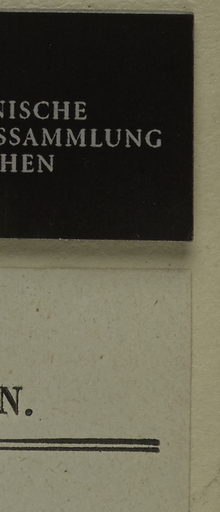 NISCHE
SSAMMLUNG
HEN
N.